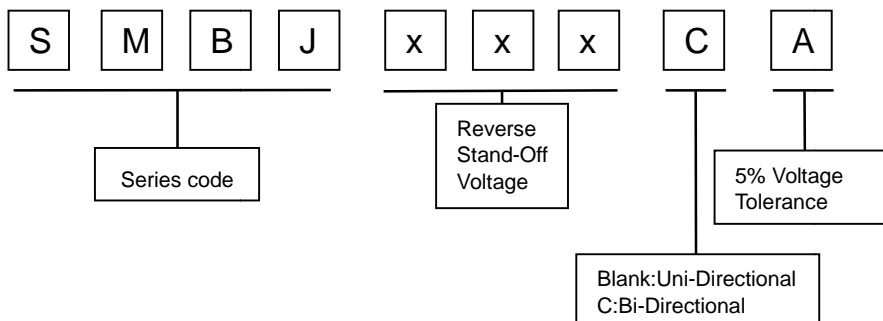 S M B J x x x C A
Series code
Reverse
Stand-Off
Voltage
5% Voltage
Tolerance
Blank:Uni-Directional
C:Bi-Directional